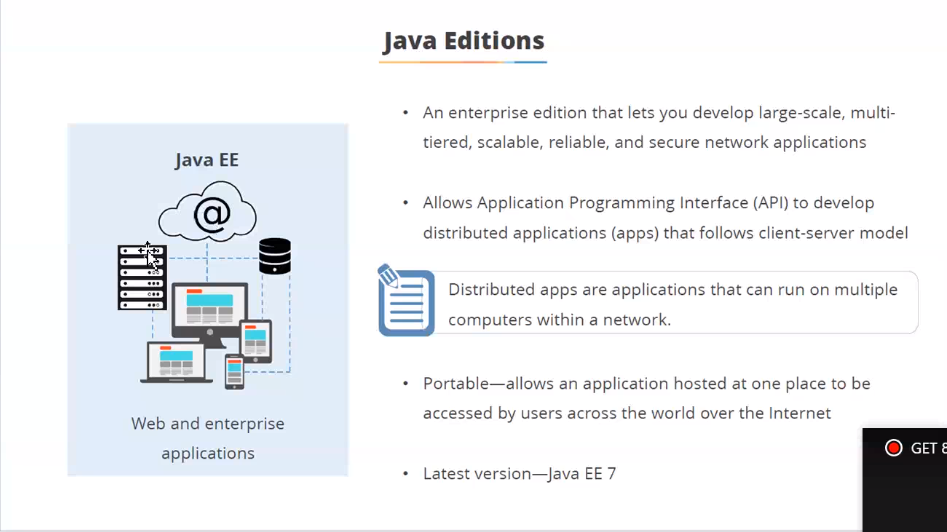 Java Editions
Java EE
@
Web and enterprise
applications
• An enterprise edition that lets you develop large-scale, multi-
tiered, scalable, reliable, and secure network applications
• Allows Application Programming Interface (API) to develop
distributed applications (apps) that follows client-server model
Distributed apps are applications that can run on multiple
computers within a network.
• Portable—allows an application hosted at one place to be
accessed by users across the world over the Internet
• Latest version—Java EE 7
GET